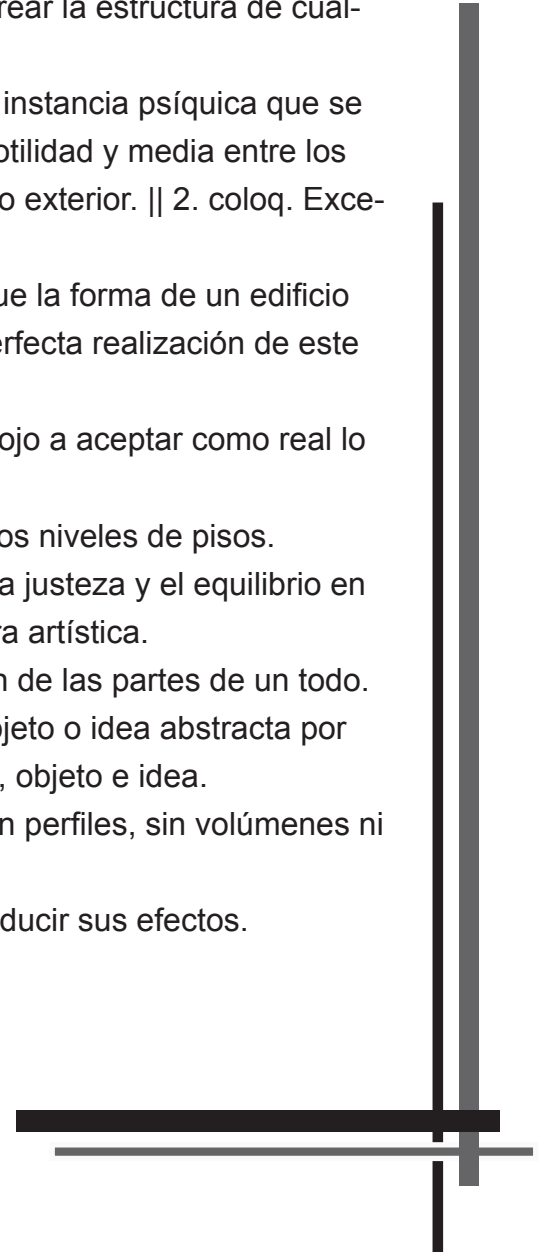 rear la estructura de cual-
instancia psíquica que se
otilidad y media entre los
o exterior. || 2. coloq. Exce-
ue la forma de un edificio
erfecta realización de este
ojo a aceptar como real lo
os niveles de pisos.
a justeza y el equilibrio en
ra artística.
n de las partes de un todo.
ojeto o idea abstracta por
, objeto e idea.
n perfiles, sin volúmenes ni
ducir sus efectos.